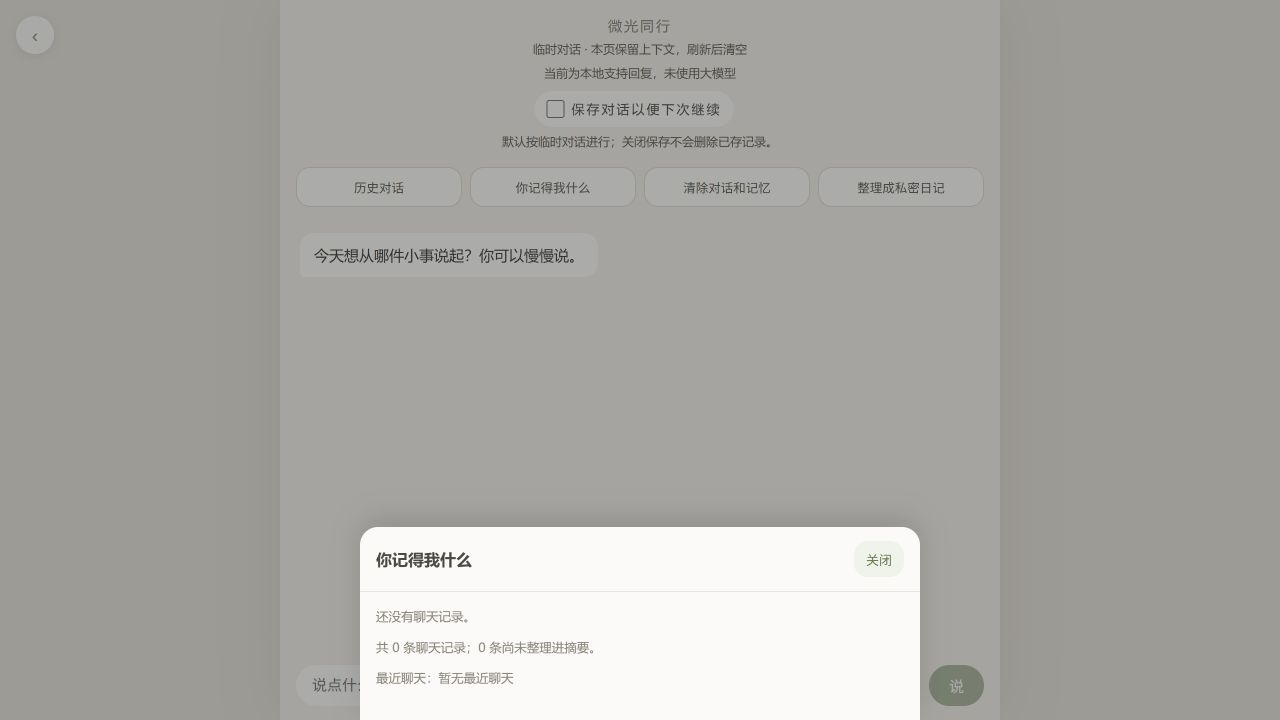 ‹
微光同行
临时对话 · 本页保留上下文，刷新后清空
当前为本地支持回复，未使用大模型
保存对话以便下次继续
默认按临时对话进行；关闭保存不会删除已存记录。
历史对话
你记得我什么
清除对话和记忆
整理成私密日记
今天想从哪件小事说起？你可以慢慢说。
你记得我什么
关闭
还没有聊天记录。
共 0 条聊天记录；0 条尚未整理进摘要。
最近聊天：暂无最近聊天
说点什
说